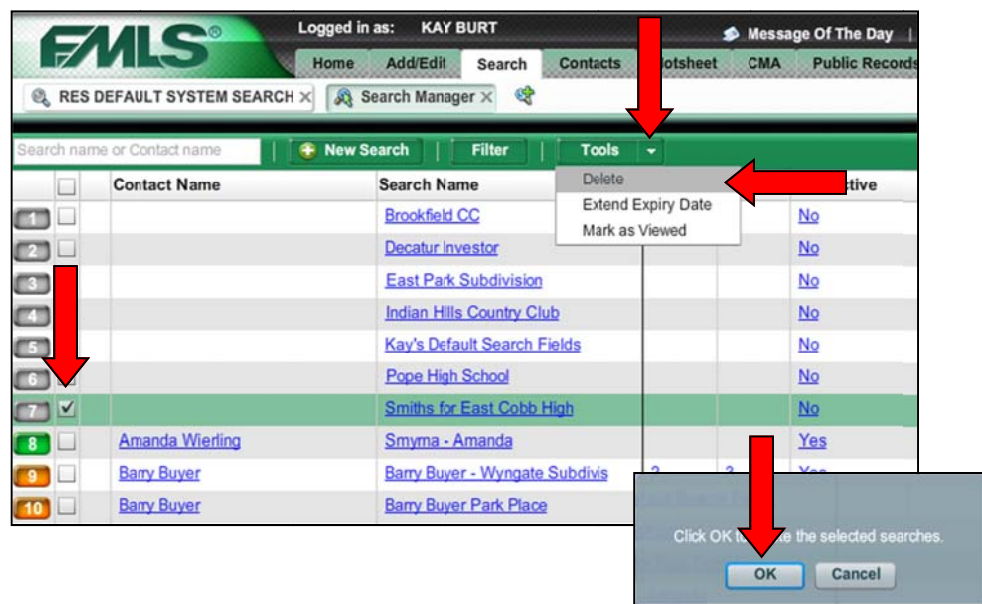 FMLS®
Logged in as: KAY BURT
Message Of The Day |
Home Add/Edit Search Contacts otsheet CMA Public Records
RES DEFAULT SYSTEM SEARCH × Search Manager ×
Search name or Contact name | New Search | Filter | Tools
Contact Name Search Name ctive
Delete
Extend Expiry Date
Mark as Viewed
1 Brookfield CC No
2 Decatur Investor No
3 East Park Subdivision No
4 Indian Hills Country Club No
5 Kay's Default Search Fields No
6 Pope High School No
7 Smiths for East Cobb High No
8 Amanda Wierling Smyrna - Amanda Yes
9 Barry Buyer Barry Buyer - Wyngate Subdivis
10 Barry Buyer Barry Buyer Park Place
Click OK to te the selected searches.
OK Cancel